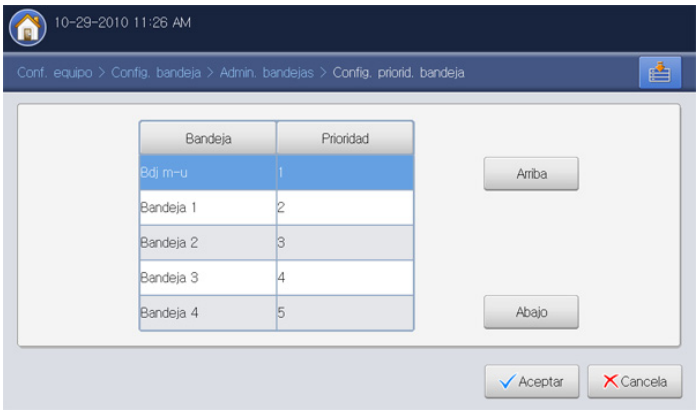 10-29-2010 11:26 AM
Conf. equipo > Config. bandeja > Admin. bandejas > Config. priorid. bandeja
Bandeja Prioridad
Bdj m-u 1
Arriba
Bandeja 1 2
Bandeja 2 3
Bandeja 3 4
Bandeja 4 5
Abajo
Aceptar Cancela